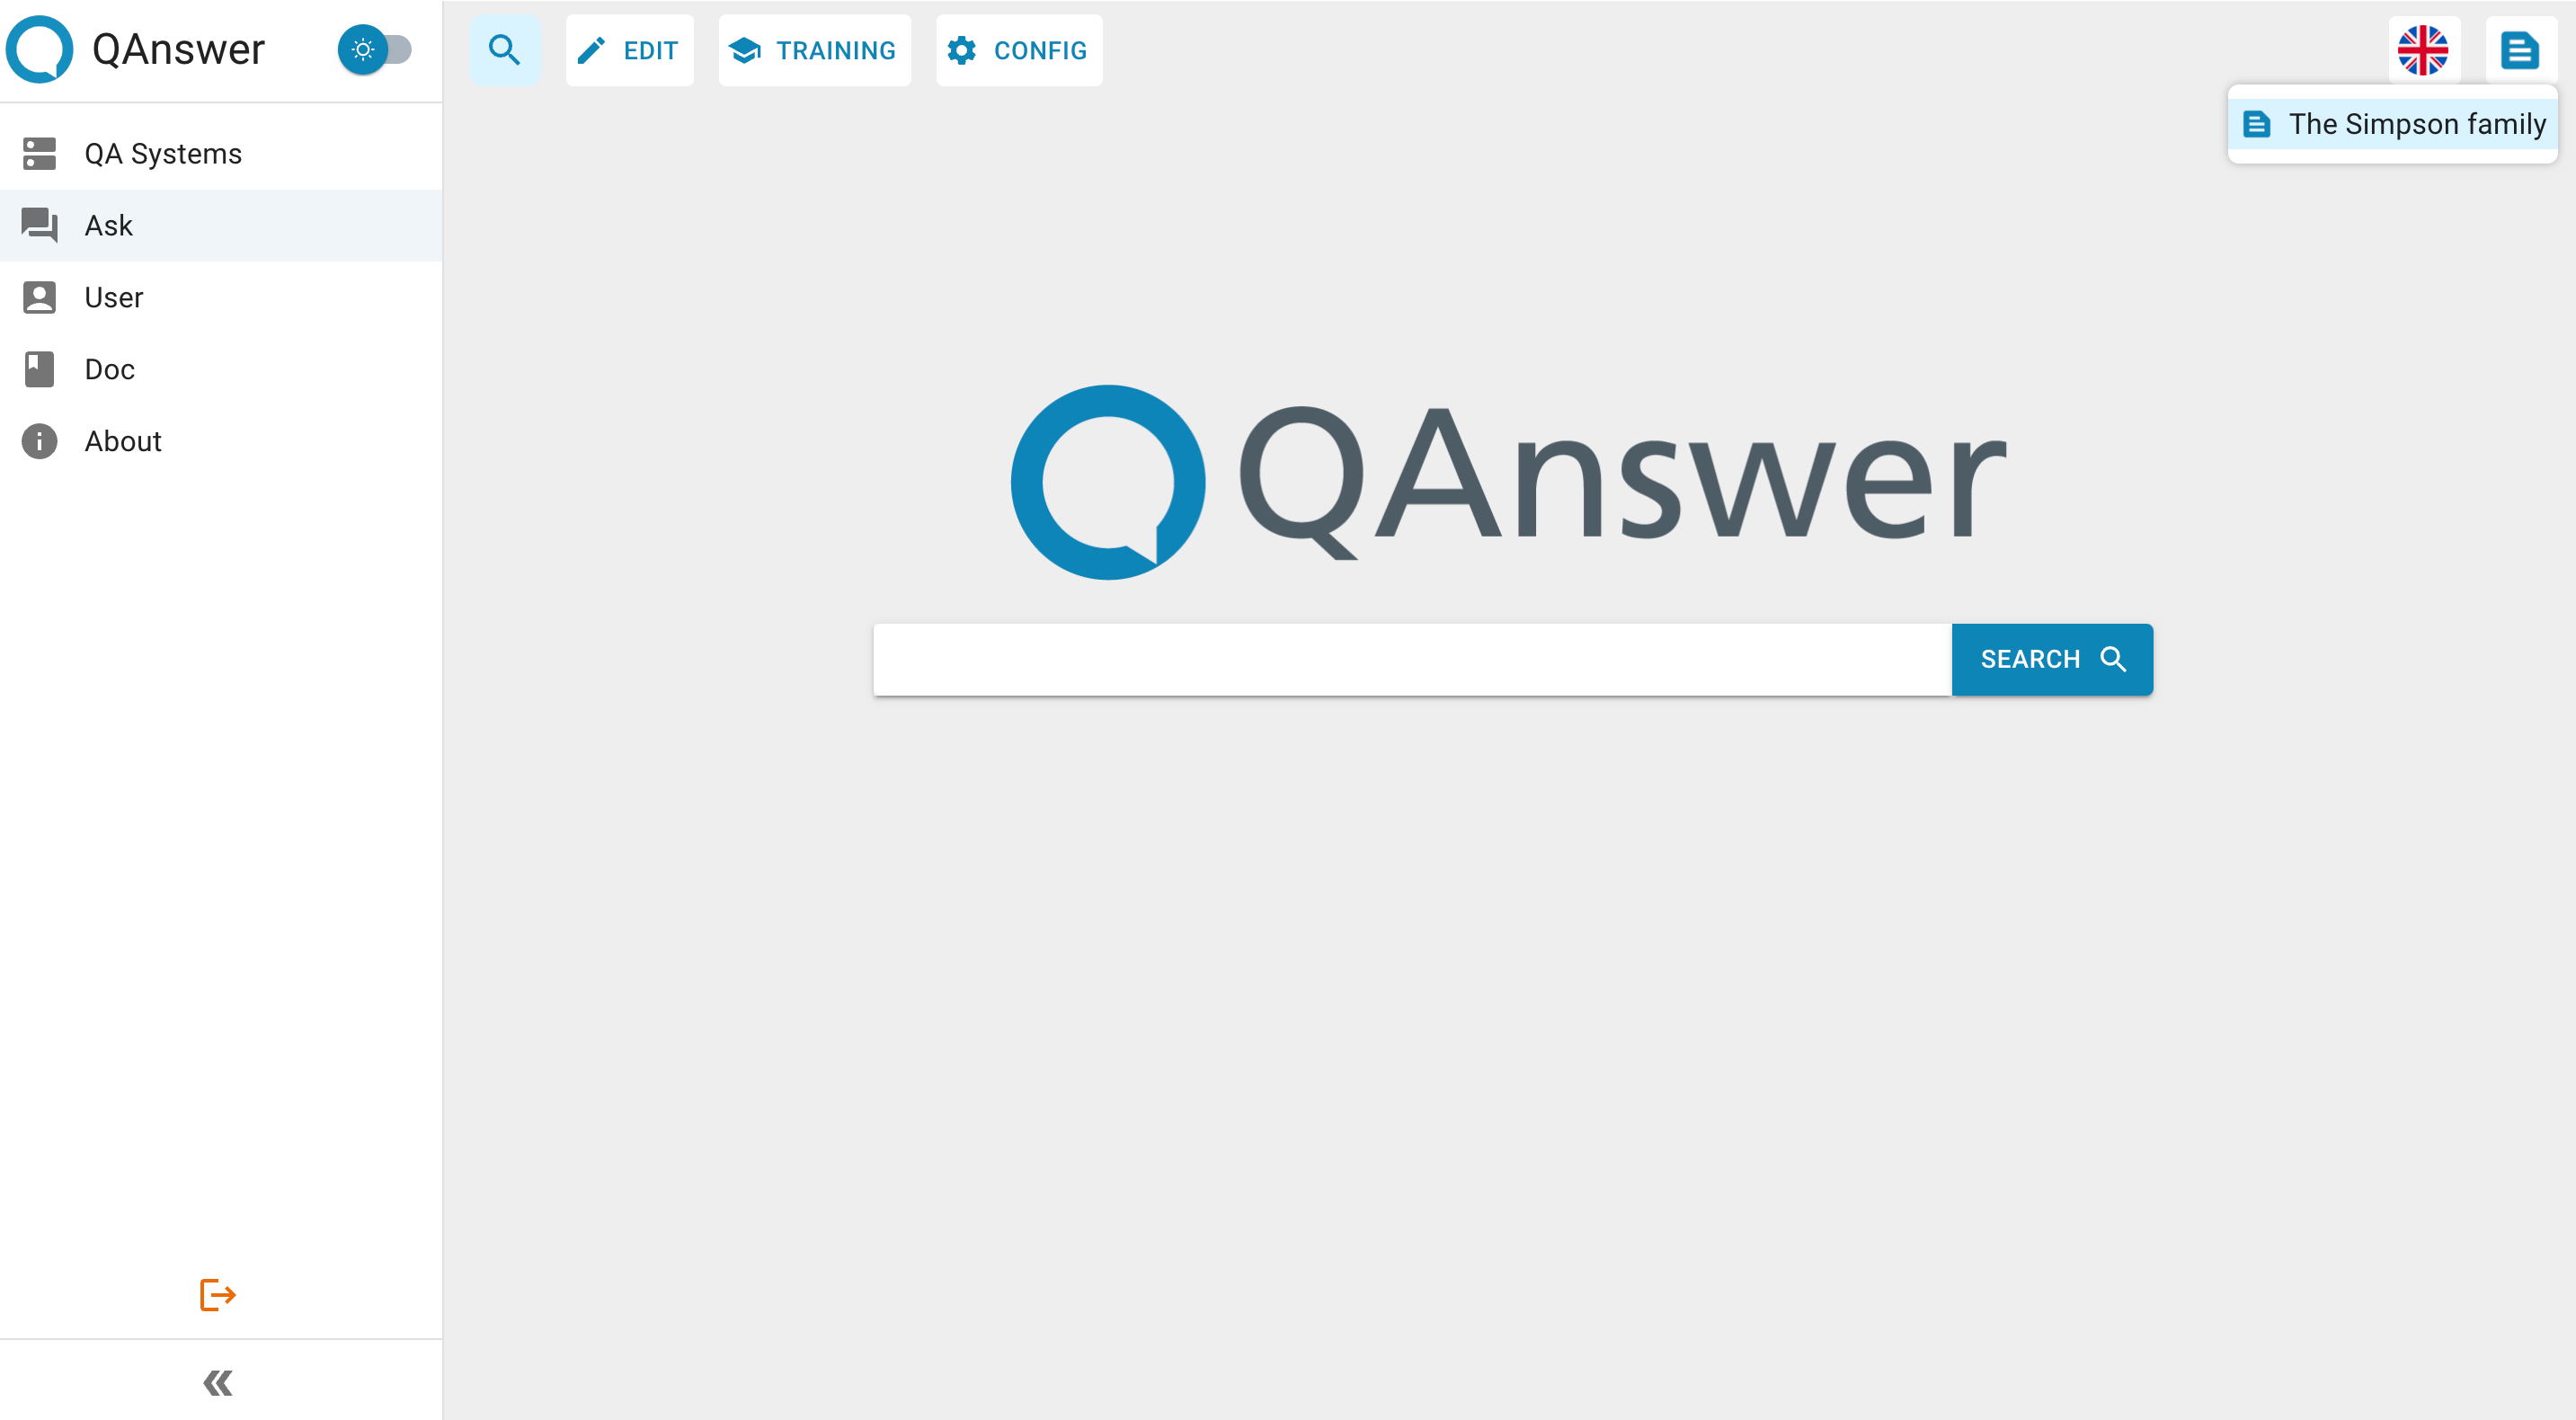 QAnswer
EDIT
TRAINING
CONFIG
The Simpson family
QA Systems
Ask
User
Doc
About
QAnswer
SEARCH